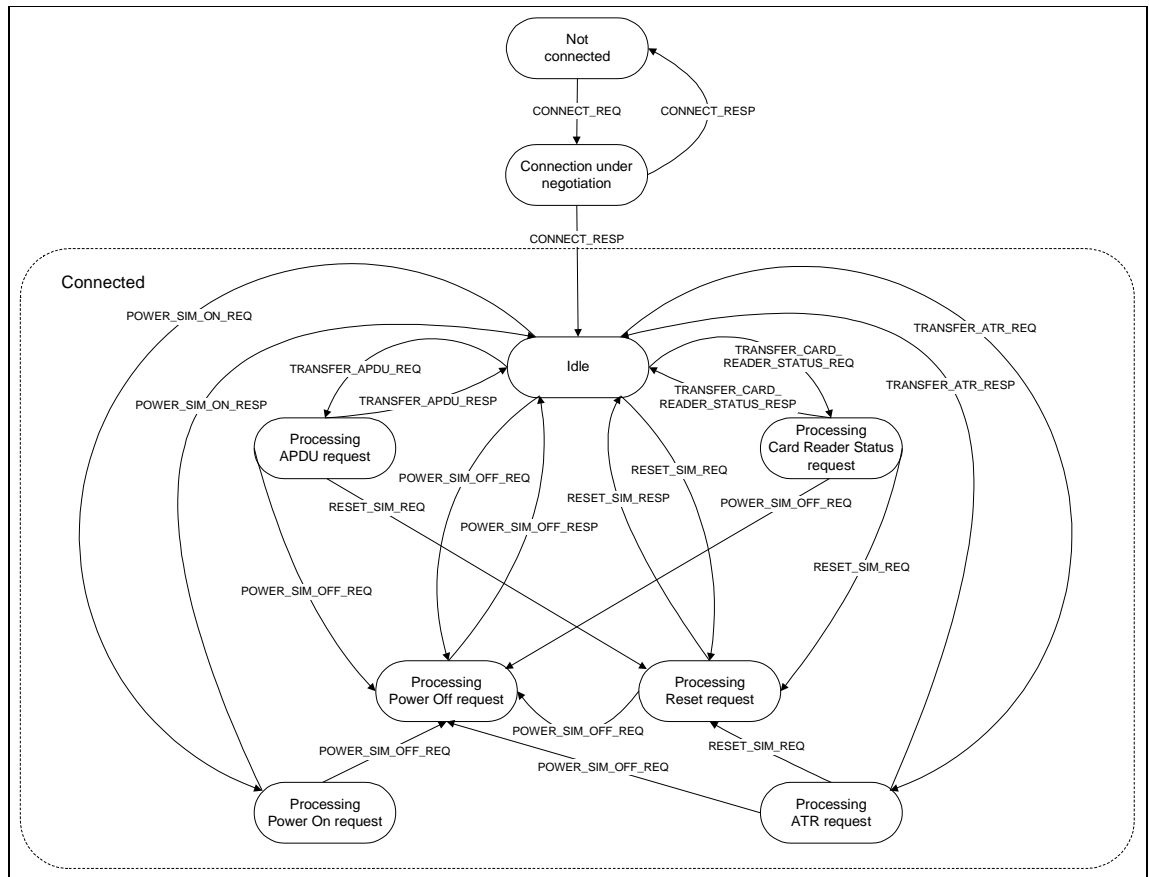 Not
connected
CONNECT_REQ
CONNECT_RESP
Connection under
negotiation
CONNECT_RESP
Connected
POWER_SIM_ON_REQ
TRANSFER_ATR_REQ
Idle
TRANSFER_APDU_REQ
TRANSFER_CARD_
READER_STATUS_REQ
POWER_SIM_ON_RESP
TRANSFER_APDU_RESP
TRANSFER_CARD_
READER_STATUS_RESP
TRANSFER_ATR_RESP
Processing
APDU request
Processing
Card Reader Status
request
POWER_SIM_OFF_REQ
RESET_SIM_REQ
RESET_SIM_REQ
POWER_SIM_OFF_RESP
RESET_SIM_RESP
POWER_SIM_OFF_REQ
POWER_SIM_OFF_REQ
RESET_SIM_REQ
Processing
Power Off request
Processing
Reset request
POWER_SIM_OFF_REQ
POWER_SIM_OFF_REQ
RESET_SIM_REQ
POWER_SIM_OFF_REQ
Processing
Power On request
Processing
ATR request